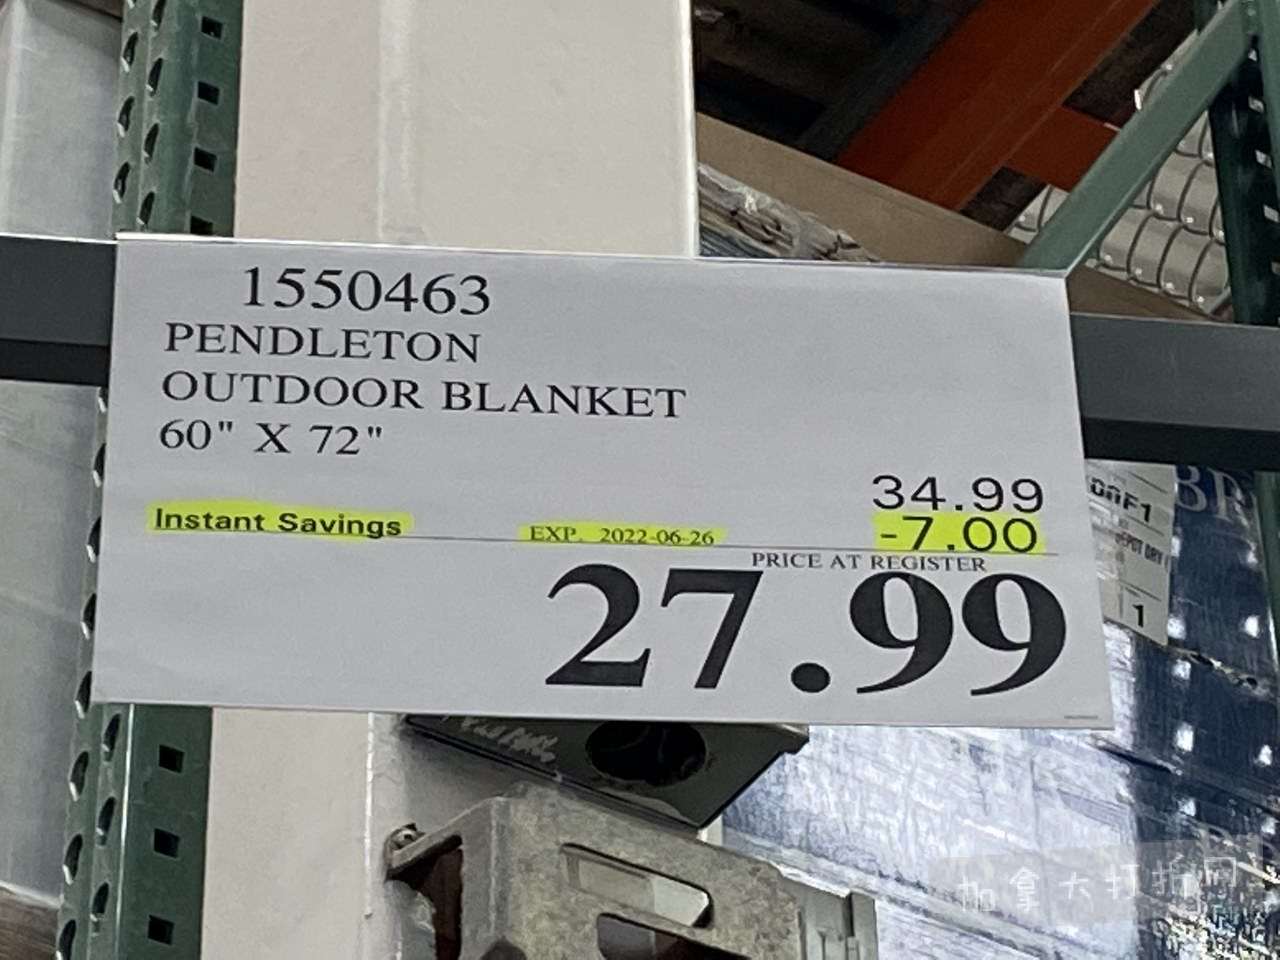 1550463
PENDLETON
OUTDOOR BLANKET
60" X 72"
34.99
Instant Savings EXP. 2022-06-26 -7.00
PRICE AT REGISTER
27.99
1
加拿大打折网